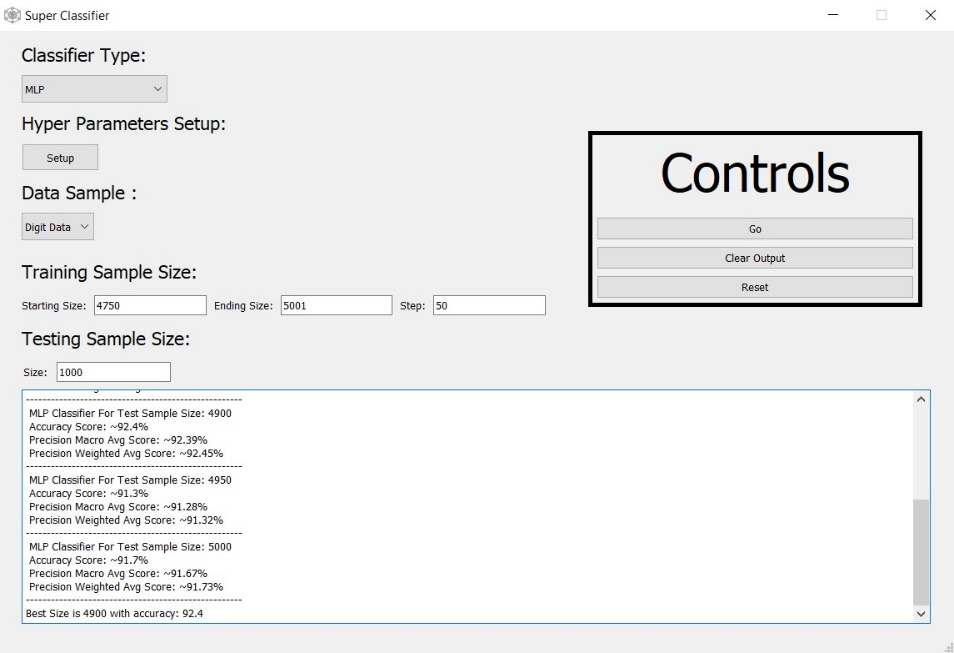 Super Classifier
Classifier Type:
MLP
Hyper Parameters Setup:
Setup
Data Sample :
Digit Data
Training Sample Size:
Starting Size: 4750 Ending Size: 5001 Step: 50
Testing Sample Size:
Size: 1000
Controls
Go
Clear Output
Reset
----------------------------------------------------
MLP Classifier For Test Sample Size: 4900
Accuracy Score: ~92.4%
Precision Macro Avg Score: ~92.39%
Precision Weighted Avg Score: ~92.45%
----------------------------------------------------
MLP Classifier For Test Sample Size: 4950
Accuracy Score: ~91.3%
Precision Macro Avg Score: ~91.28%
Precision Weighted Avg Score: ~91.32%
----------------------------------------------------
MLP Classifier For Test Sample Size: 5000
Accuracy Score: ~91.7%
Precision Macro Avg Score: ~91.67%
Precision Weighted Avg Score: ~91.73%
----------------------------------------------------
Best Size is 4900 with accuracy: 92.4